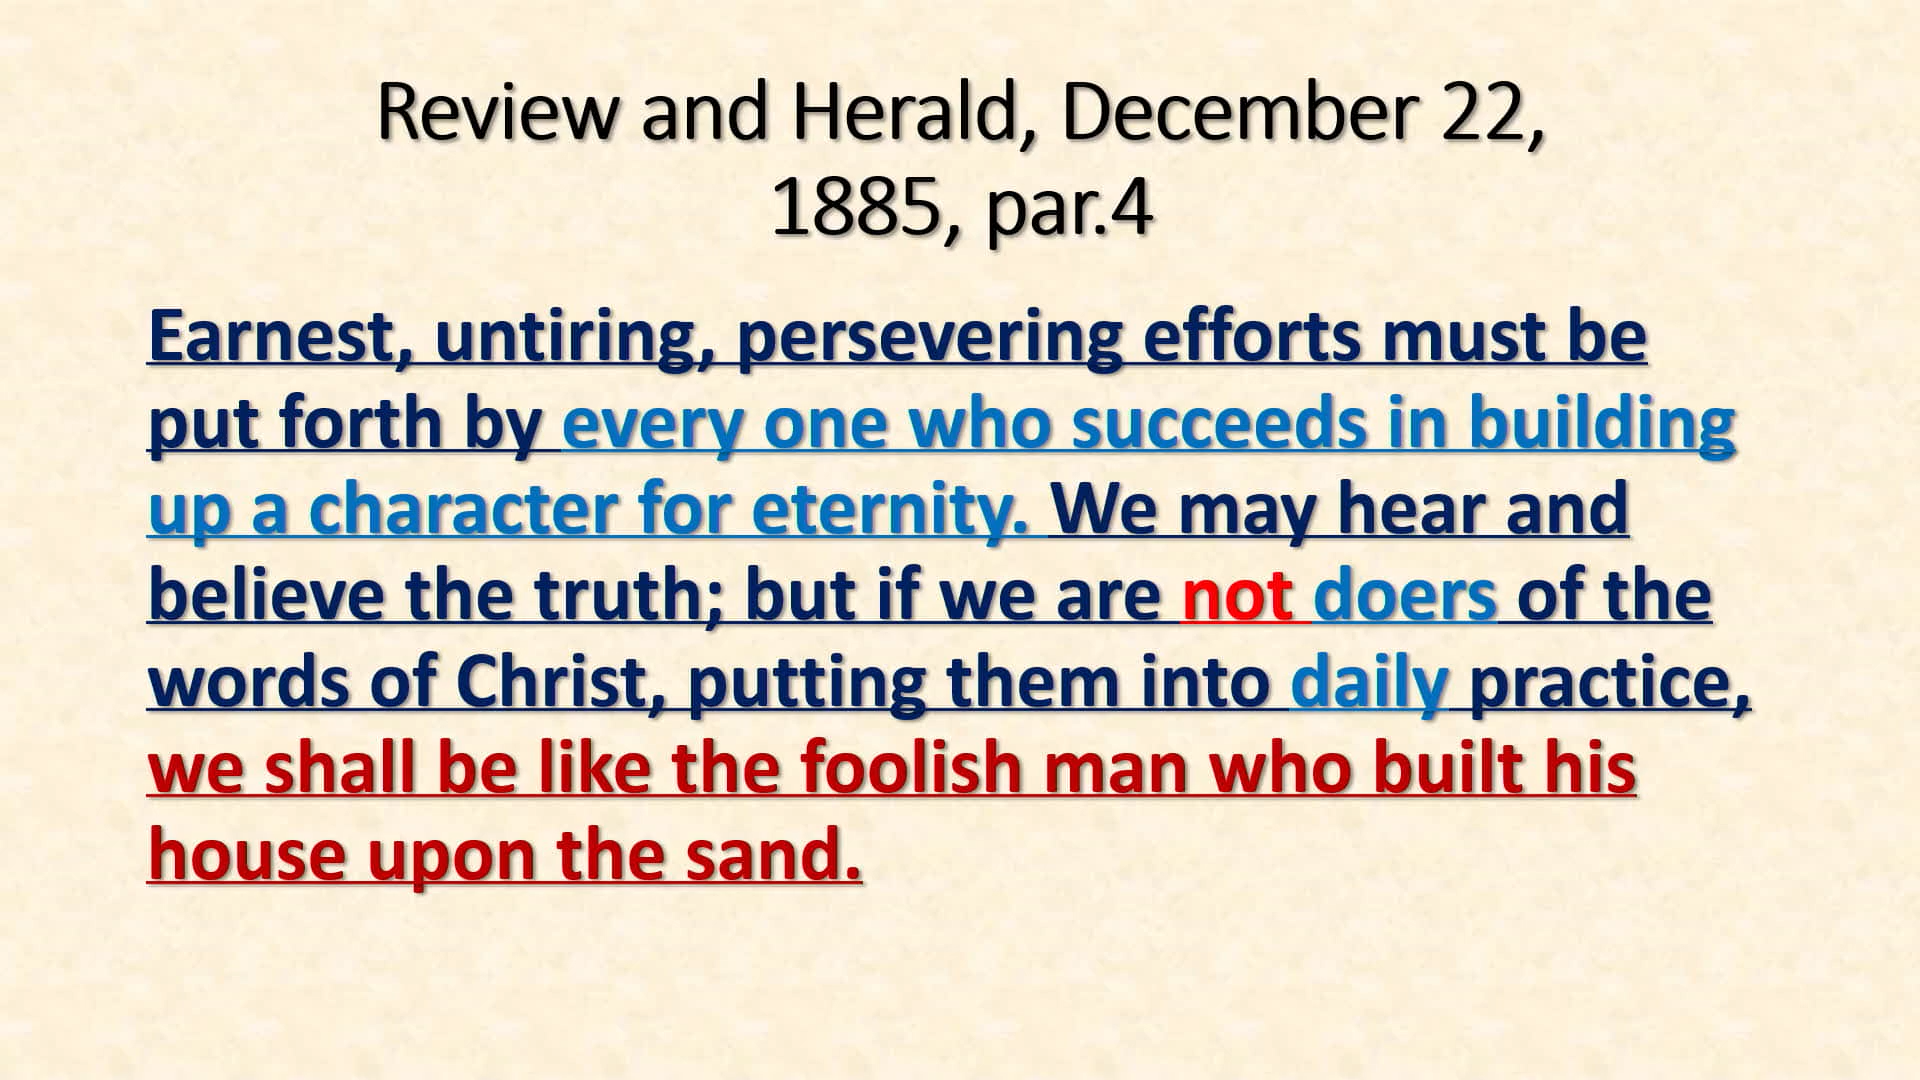 Review and Herald, December 22,
1885, par.4
Earnest, untiring, persevering efforts must be
put forth by every one who succeeds in building
up a character for eternity. We may hear and
believe the truth; but if we are not doers of the
words of Christ, putting them into daily practice,
we shall be like the foolish man who built his
house upon the sand.